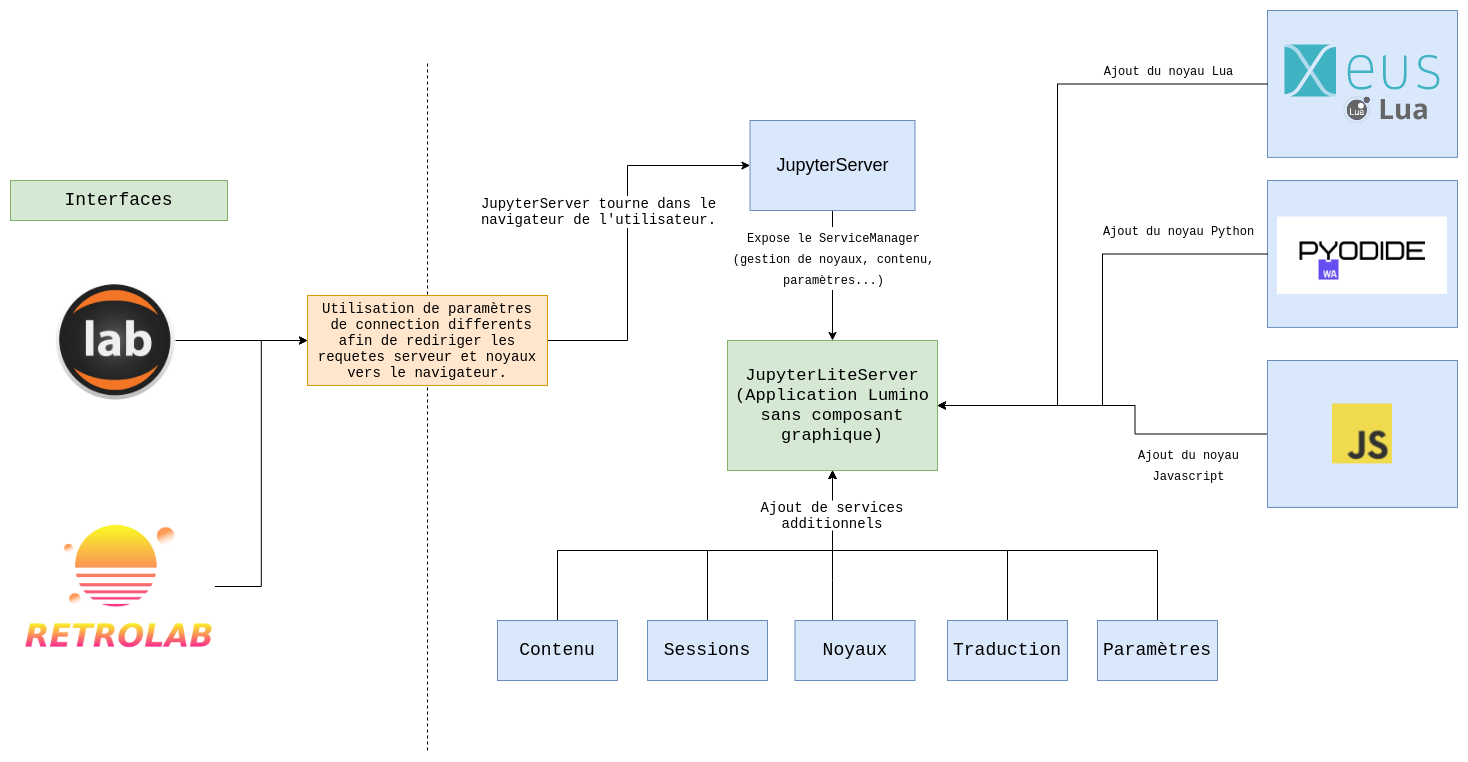 Interfaces
lab
RETROLAB
Utilisation de paramètres
de connection differents
afin de rediriger les
requetes serveur et noyaux
vers le navigateur.
JupyterServer tourne dans le
navigateur de l'utilisateur.
JupyterServer
Expose le ServiceManager
(gestion de noyaux, contenu,
paramètres...)
JupyterLiteServer
(Application Lumino
sans composant
graphique)
Ajout de services
additionnels
Contenu
Sessions
Noyaux
Traduction
Paramètres
Ajout du noyau Lua
Xeus
Lua Lua
Ajout du noyau Python
PYODIDE
WA
Ajout du noyau
Javascript
JS